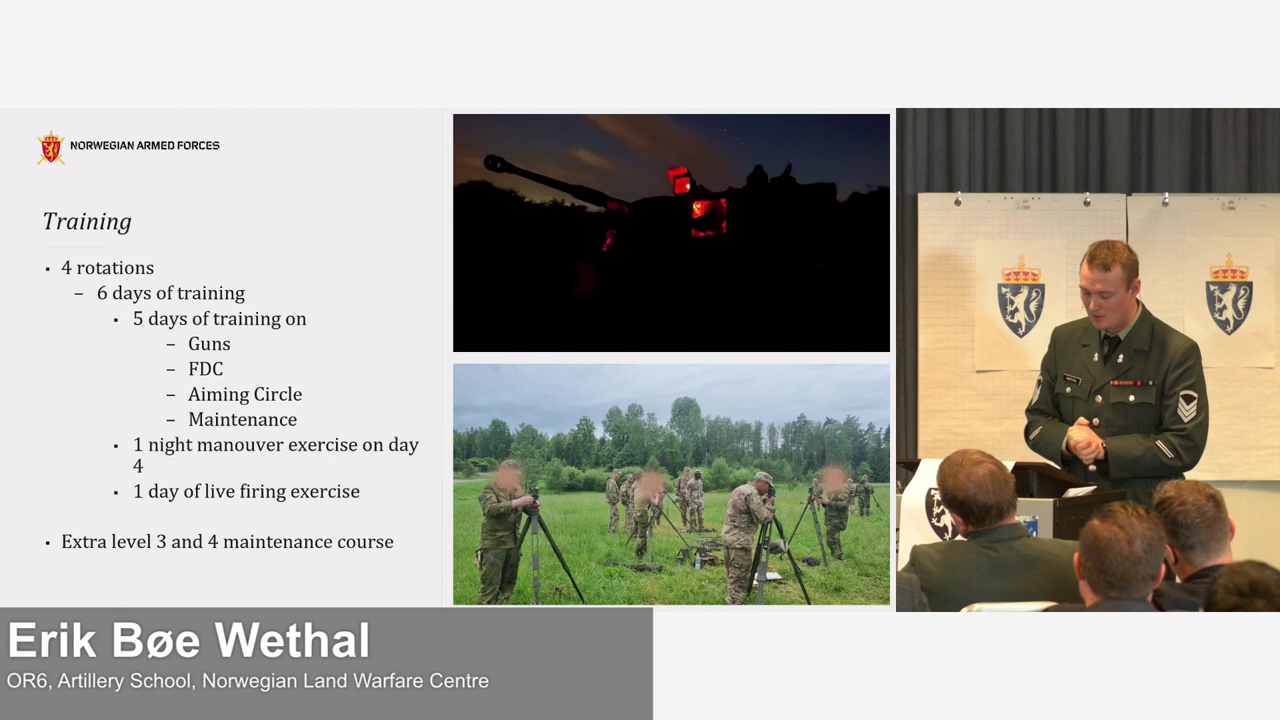 NORWEGIAN ARMED FORCES
Training
▪ 4 rotations
– 6 days of training
▪ 5 days of training on
– Guns
– FDC
– Aiming Circle
– Maintenance
▪ 1 night manouver exercise on day
4
▪ 1 day of live firing exercise
▪ Extra level 3 and 4 maintenance course
Erik Bøe Wethal
OR6, Artillery School, Norwegian Land Warfare Centre